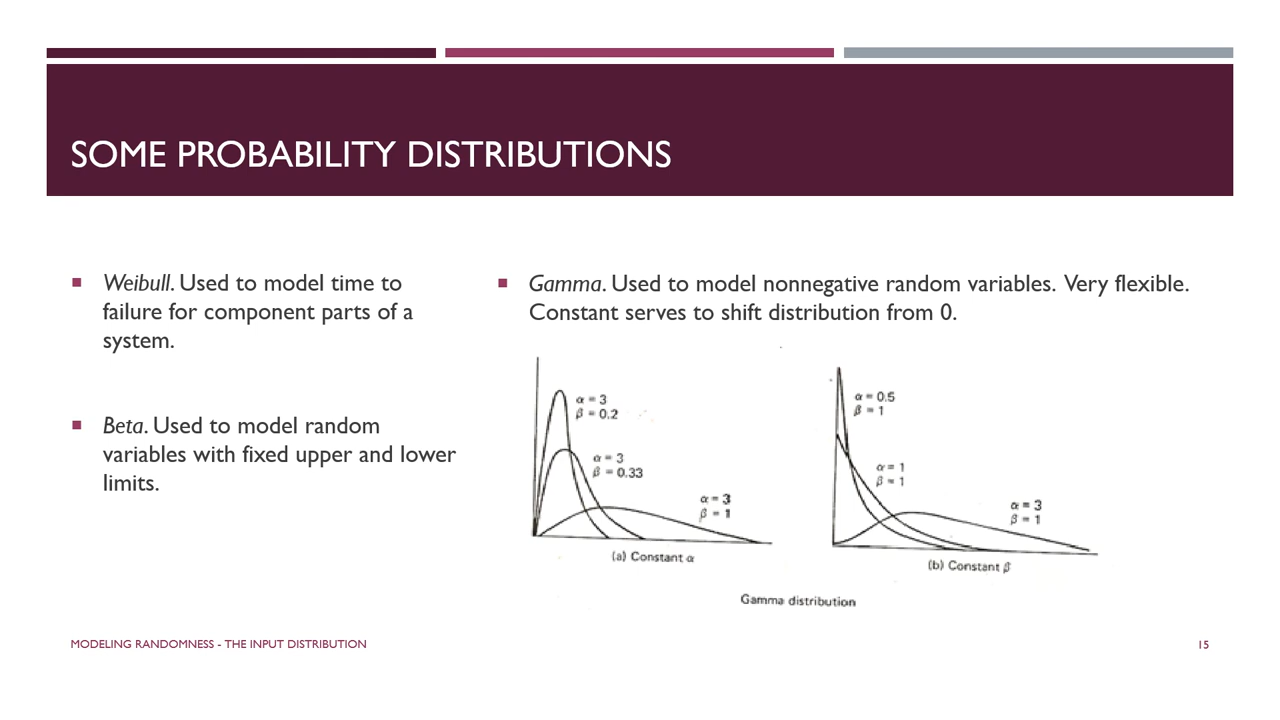 SOME PROBABILITY DISTRIBUTIONS
Weibull. Used to model time to
failure for component parts of a
system.
Beta. Used to model random
variables with fixed upper and lower
limits.
Gamma. Used to model nonnegative random variables. Very flexible.
Constant serves to shift distribution from 0.
α = 3
β = 0.2
α = 3
β = 0.33
α = 3
β = 1
(a) Constant α
α = 0.5
β = 1
α = 1
β = 1
α = 3
β = 1
(b) Constant β
Gamma distribution
MODELING RANDOMNESS - THE INPUT DISTRIBUTION
15